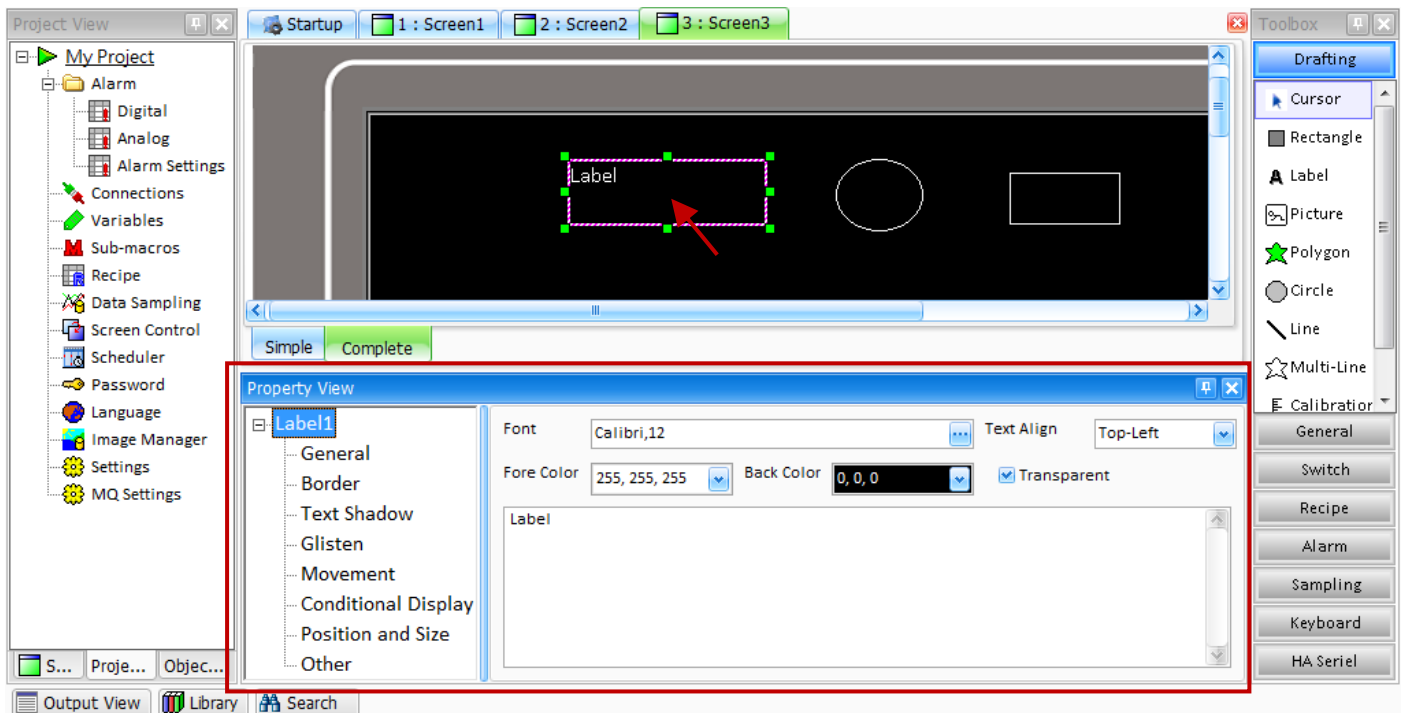 Project View
My Project
Alarm
Digital
Analog
Alarm Settings
Connections
Variables
Sub-macros
Recipe
Data Sampling
Screen Control
Scheduler
Password
Language
Image Manager
Settings
MQ Settings
S...
Proje...
Objec...
Startup
1 : Screen1
2 : Screen2
3 : Screen3
Label
Simple
Complete
Property View
Label1
General
Border
Text Shadow
Glisten
Movement
Conditional Display
Position and Size
Other
Font
Calibri,12
Text Align
Top-Left
Fore Color
255, 255, 255
Back Color
0, 0, 0
Transparent
Label
Toolbox
Drafting
Cursor
Rectangle
Label
Picture
Polygon
Circle
Line
Multi-Line
Calibration
General
Switch
Recipe
Alarm
Sampling
Keyboard
HA Seriel
Output View
Library
Search